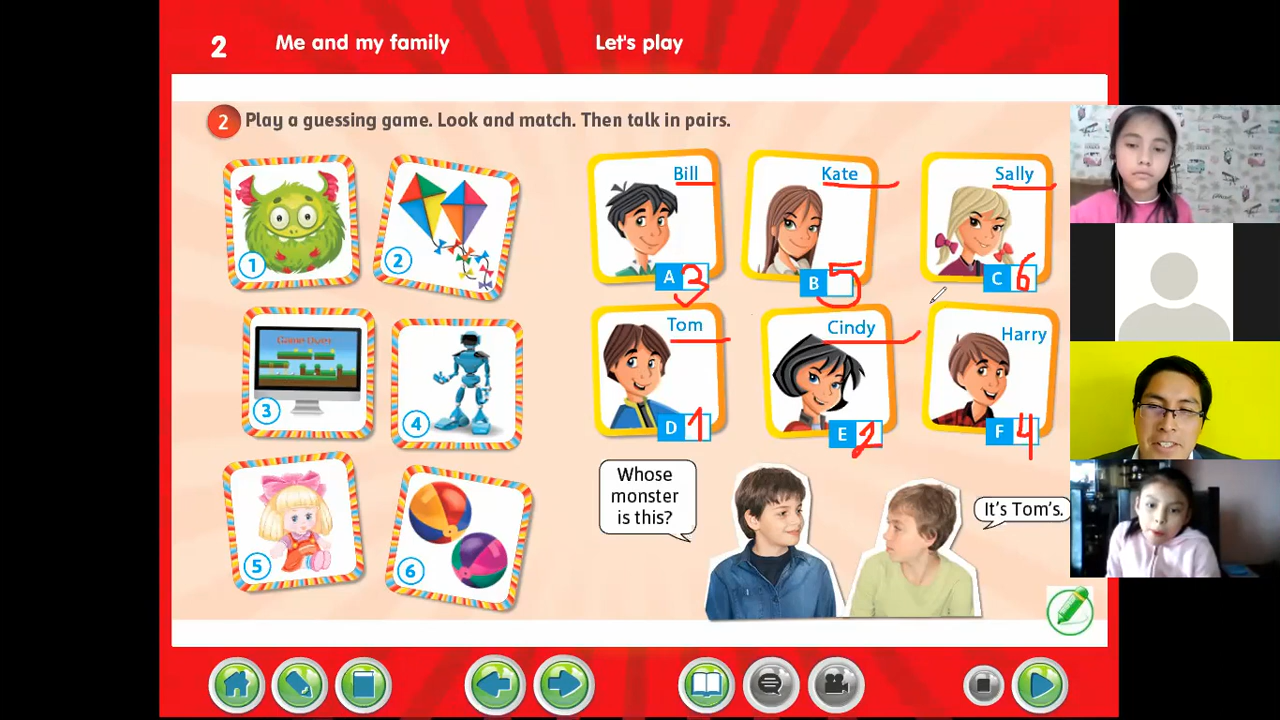 2 Me and my family Let's play
2 Play a guessing game. Look and match. Then talk in pairs.
Bill
Kate
Sally
1
2
A 3
B 5
C 6
Game Over
Tom
Cindy
Harry
3
4
D 1
E 2
F 4
5
6
Whose
monster
is this?
It's Tom's.